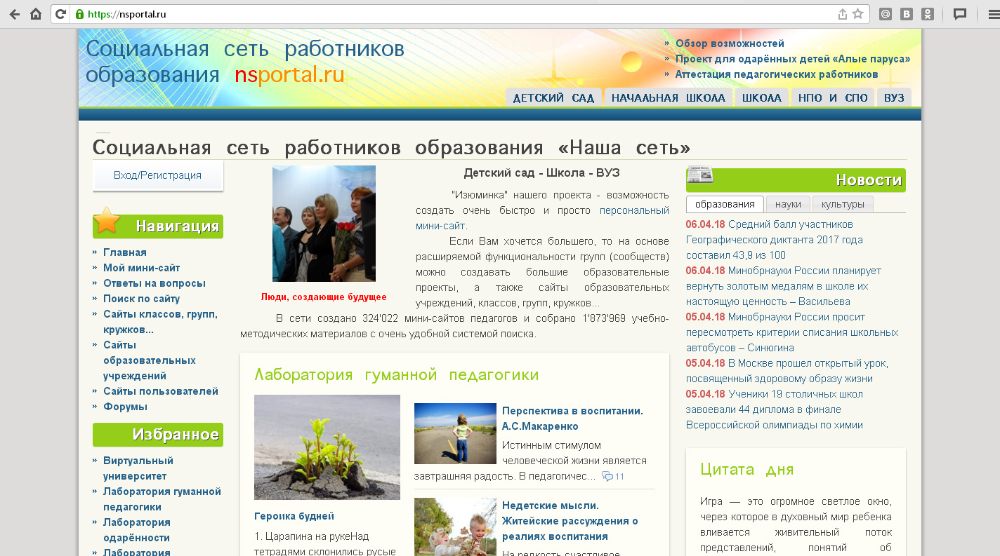 https://nsportal.ru
Социальная сеть работников
образования nsportal.ru
» Обзор возможностей
» Проект для одарённых детей «Алые паруса»
» Аттестация педагогических работников
ДЕТСКИЙ САД НАЧАЛЬНАЯ ШКОЛА ШКОЛА НПО И СПО ВУЗ
Социальная сеть работников образования «Наша сеть»
Вход/Регистрация
Навигация
» Главная
» Мой мини-сайт
» Ответы на вопросы
» Поиск по сайту
» Сайты классов, групп,
кружков...
» Сайты
образовательных
учреждений
» Сайты пользователей
» Форумы
Избранное
» Виртуальный
университет
» Лаборатория гуманной
педагогики
» Лаборатория
одарённости
» Лаборатория
Люди, создающие будущее
Детский сад - Школа - ВУЗ
"Изюминка" нашего проекта - возможность
создать очень быстро и просто персональный
мини-сайт.
Если Вам хочется большего, то на основе
расширяемой функциональности групп (сообществ)
можно создавать большие образовательные
проекты, а также сайты образовательных
учреждений, классов, групп, кружков...
В сети создано 324'022 мини-сайтов педагогов и собрано 1'873'969 учебно-
методических материалов с очень удобной системой поиска.
Лаборатория гуманной педагогики
Героика будней
1. Царапина на рукеНад
тетрадями склонились русые
Перспектива в воспитании.
А.С.Макаренко
Истинным стимулом
человеческой жизни является
завтрашняя радость. В педагогичес... 11
Недетские мысли.
Житейские рассуждения о
реалиях воспитания
На редкость счастливое
Новости
образования науки культуры
06.04.18 Средний балл участников
Географического диктанта 2017 года
составил 43,9 из 100
06.04.18 Минобрнауки России планирует
вернуть золотым медалям в школе их
настоящую ценность – Васильева
05.04.18 Минобрнауки России просит
пересмотреть критерии списания школьных
автобусов – Синюгина
05.04.18 В Москве прошел открытый урок,
посвященный здоровому образу жизни
05.04.18 Ученики 19 столичных школ
завоевали 44 диплома в финале
Всероссийской олимпиады по химии
Цитата дня
Игра — это огромное светлое окно,
через которое в духовный мир ребенка
вливается живительный поток
представлений, понятий об